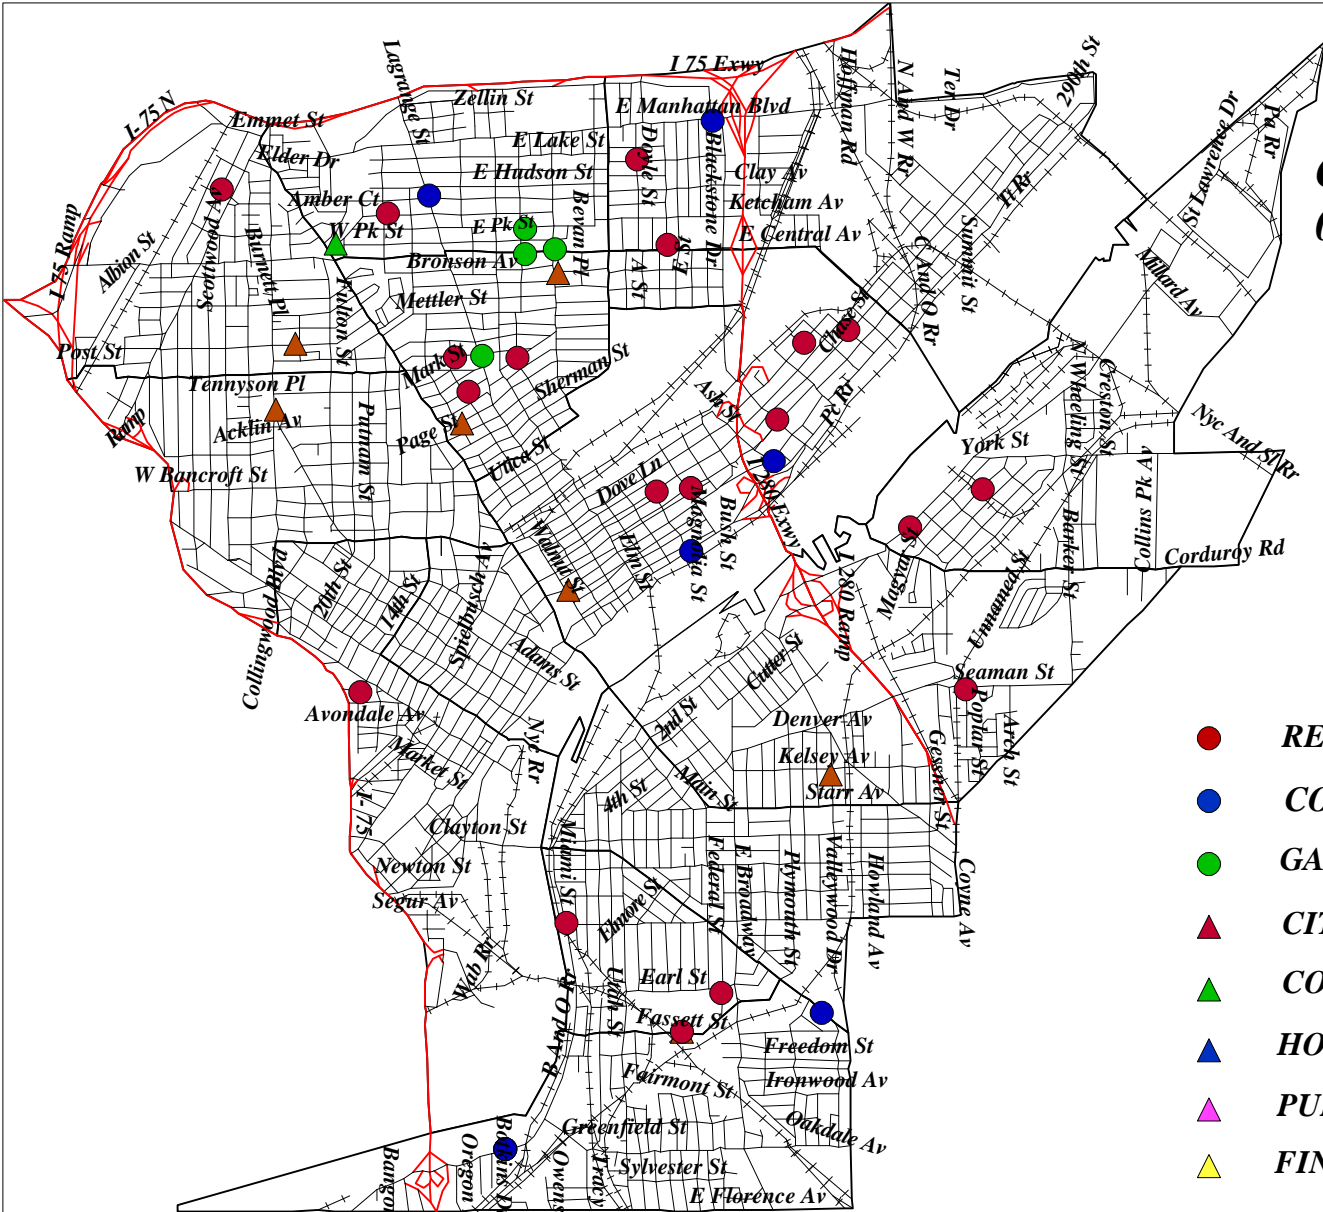 I 75 Exwy
Hoffman Rd
N And W Rr
Ter Dr
290th St
Lagrange St
Zellin St
E Manhattan Blvd
I-75 N
Emmet St
Elder Dr
E Lake St
Doyle St
Blackstone Dr
St Lawrence Dr
Pa Rr
E Hudson St
Clay Av
Tt Rr
Amber Ct
Bevan Pl
Ketcham Av
Scottwood Av
W Pk St
E Pk St
E Central Av
Summit St
I 75 Ramp
Albion St
Burnett Pl
Bronson Av
E St
A St
C And O Rr
Millard Av
Mettler St
Fulton St
Chase St
Post St
Mark St
Sherman St
Tennyson Pl
Ash St
Pc Rr
N Wheeling St
Creston St
Ramp
Acklin Av
Putnam St
Page St
York St
Nyc And Sl Rr
W Bancroft St
Utica St
Dove Ln
Magnolia St
Bush St
I 280 Exwy
Collins Pk Av
Barker St
Corduroy Rd
Collingwood Blvd
20th St
14th St
Spielbusch Av
Walnut St
Elm St
I 280 Ramp
Magyar St
Unnamed St
Adams St
Cutter St
Seaman St
Avondale Av
2nd St
Denver Av
Poplar St
Arch St
Market St
Nyc Rr
Kelsey Av
Gessner St
Main St
Starr Av
4th St
I-75
Clayton St
Miami St
Federal St
E Broadway
Plymouth St
Valleywood Dr
Howland Av
Coyne Av
Newton St
Segur Av
Elmore St
Wab Rr
Earl St
Utah St
B And O Rr
Fassett St
Freedom St
Fairmont St
Ironwood Av
Oakdale Av
Greenfield St
Bangor
Oregon
Botkins Dr
Owens
Tracy
Sylvester St
E Florence Av
RE
CO
GA
CIT
CO
HO
PU
FIN